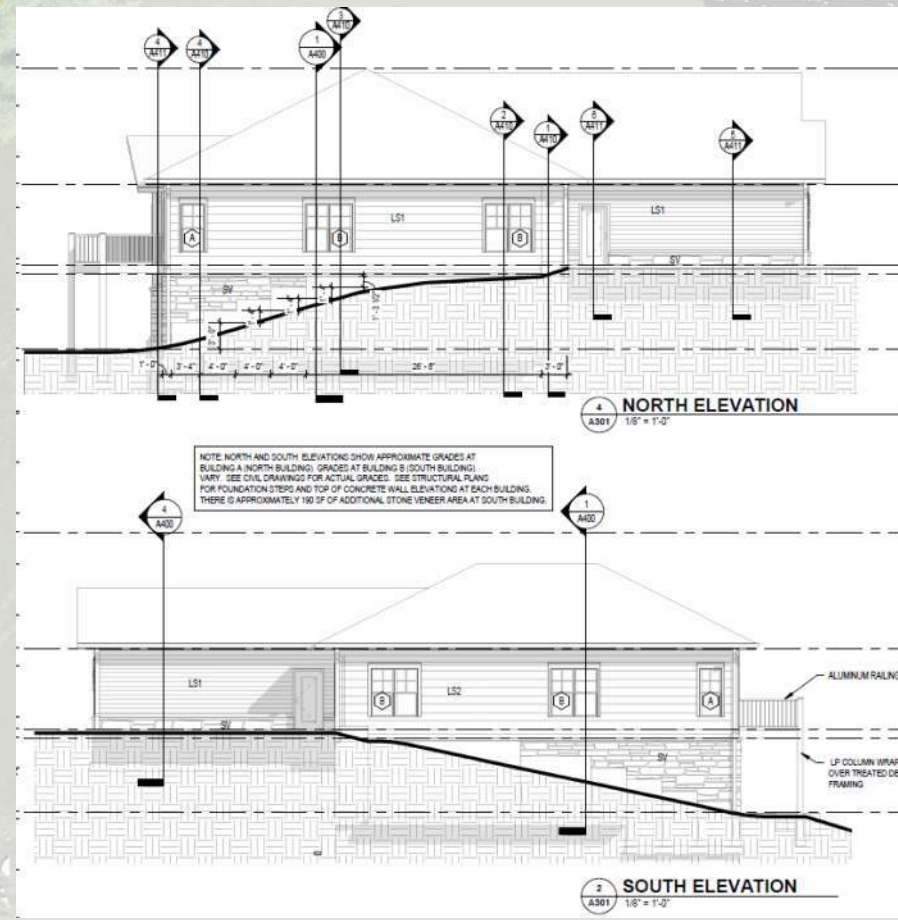 3
A410
4
A411
4
A410
1
A400
2
A410
1
A410
6
A411
5
A411
LS1
LS1
A
B
B
SV
SV
1' - 3 1/2"
1' - 0"
3' - 4"
4' - 0"
4' - 0"
4' - 0"
26' - 8"
2' - 0"
4
A301
NORTH ELEVATION
1/8" = 1'-0"
NOTE: NORTH AND SOUTH ELEVATIONS SHOW APPROXIMATE GRADES AT
BUILDING A (NORTH BUILDING). GRADES AT BUILDING B (SOUTH BUILDING)
VARY. SEE CIVIL DRAWINGS FOR ACTUAL GRADES. SEE STRUCTURAL PLANS
FOR FOUNDATION STEPS AND TOP OF CONCRETE WALL ELEVATIONS AT EACH BUILDING.
THERE IS APPROXIMATELY 190 SF OF ADDITIONAL STONE VENEER AREA AT SOUTH BUILDING.
4
A400
1
A400
LS1
LS2
B
B
A
SV
SV
ALUMINUM RAILING
LP COLUMN WRAP
OVER TREATED DE
FRAMING
2
A301
SOUTH ELEVATION
1/8" = 1'-0"